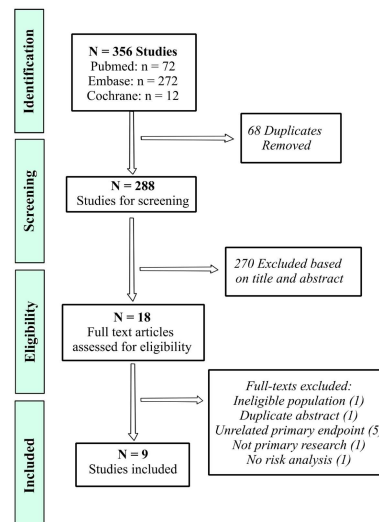 Identification
N = 356 Studies
Pubmed: n = 72
Embase: n = 272
Cochrane: n = 12
68 Duplicates
Removed
Screening
N = 288
Studies for screening
270 Excluded based
on title and abstract
Eligibility
N = 18
Full text articles
assessed for eligibility
Full-texts excluded:
Ineligible population (1)
Duplicate abstract (1)
Unrelated primary endpoint (5)
Not primary research (1)
No risk analysis (1)
Included
N = 9
Studies included